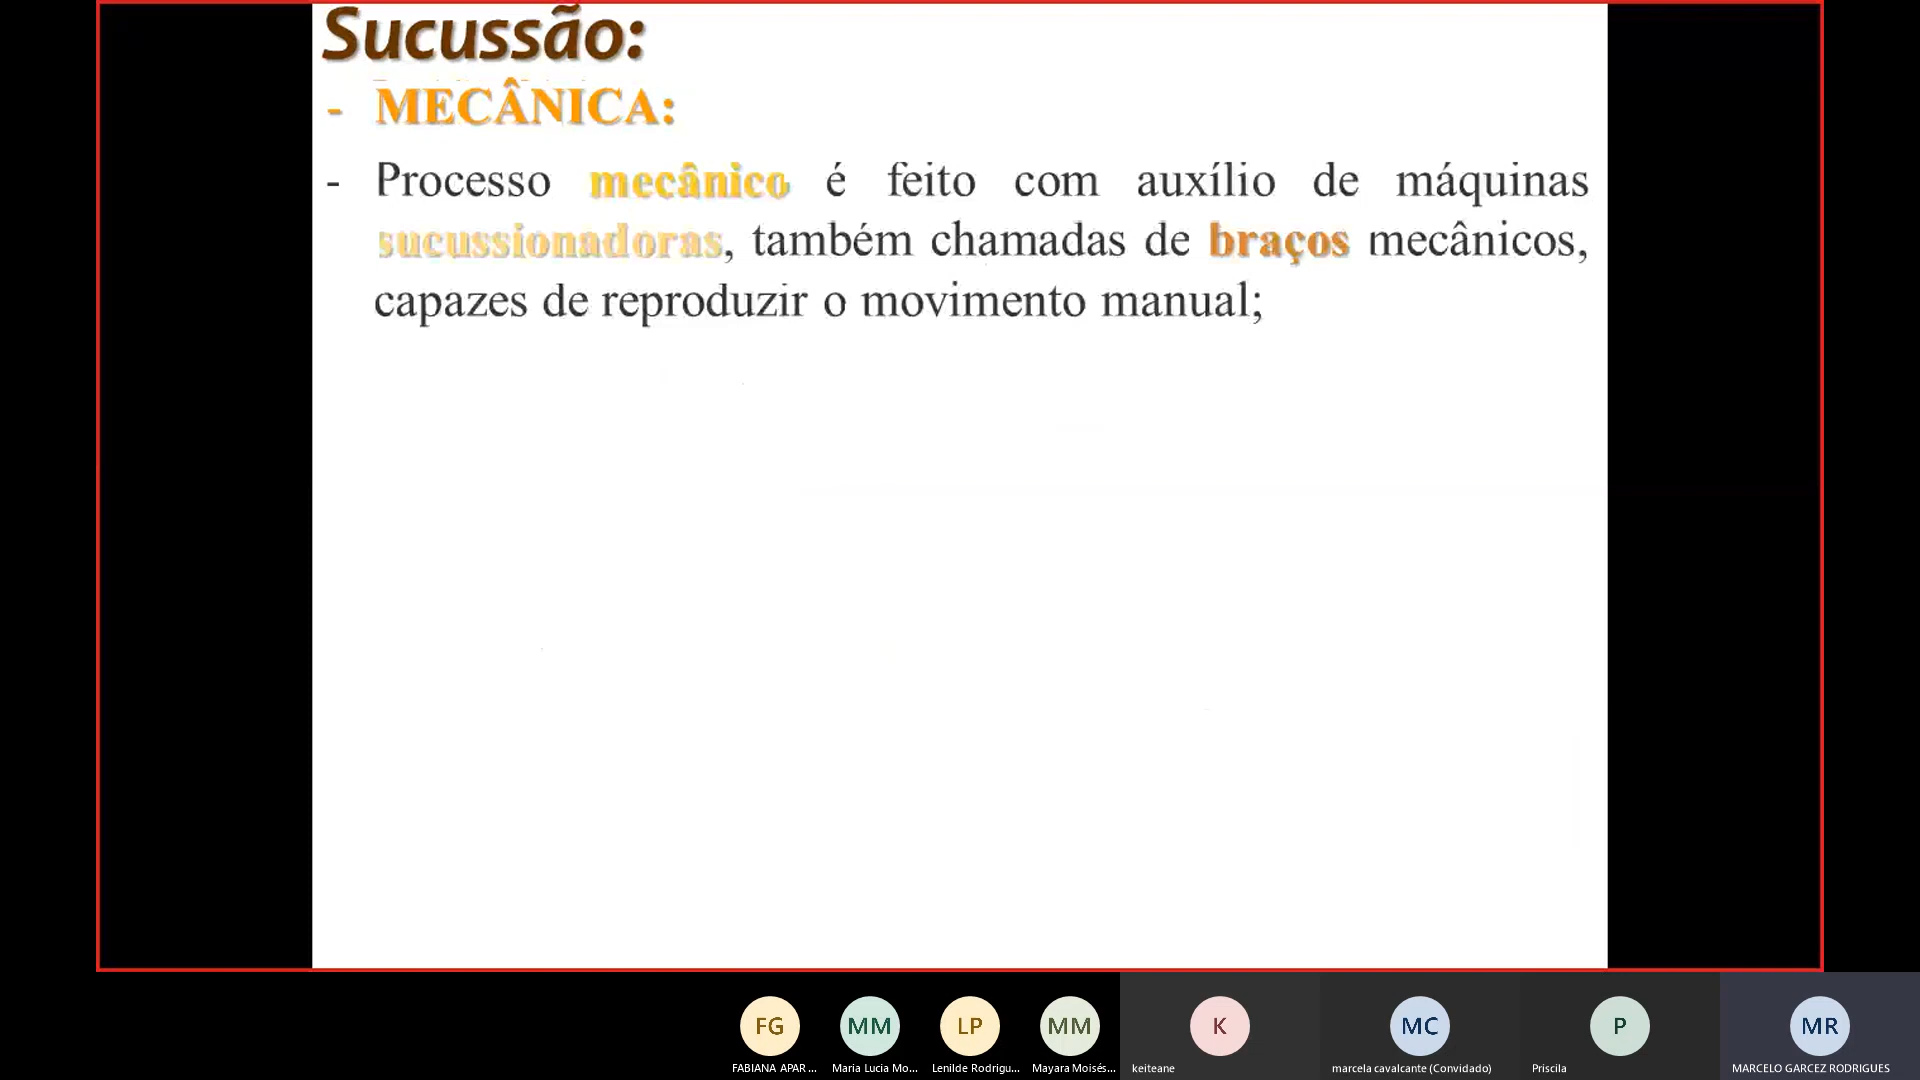 Sucussão:
- MECÂNICA:
- Processo mecânico é feito com auxílio de máquinas
sucussionadoras, também chamadas de braços mecânicos,
capazes de reproduzir o movimento manual;
FG MM LP MM K MC P MR
FABIANA APAR... Maria Lucia Mo... Lenilde Rodrigu... Mayara Moisés... keiteane marcela cavalcante (Convidado) Priscila MARCELO GARCEZ RODRIGUES